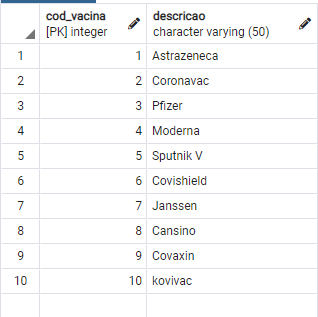 cod_vacina descricao
[PK] integer character varying (50)
1 1 Astrazeneca
2 2 Coronavac
3 3 Pfizer
4 4 Moderna
5 5 Sputnik V
6 6 Covishield
7 7 Janssen
8 8 Cansino
9 9 Covaxin
10 10 kovivac